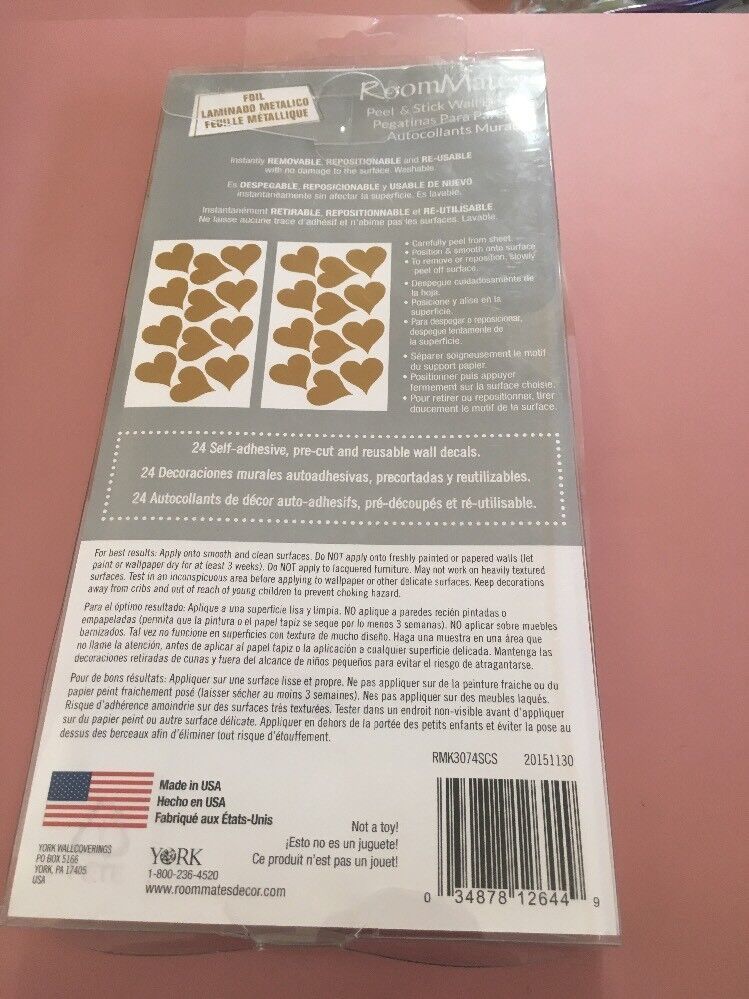 FOIL
LAMINADO METALICO
FEUILLE MÉTALLIQUE
RoomMates
Peel & Stick Wall
Pegatinas Para
Autocollants
Instantly REMOVABLE, REPOSITIONABLE and RE-USABLE
with no damage to the surface. Washable
Es DESPEGABLE, REPOSICIONABLE y USABLE DE NUEVO
instantáneamente sin afectar la superficie. Es lavable.
Instantanément RETIRABLE, REPOSITIONNABLE et RÉ-UTILISABLE.
Ne laisse aucune trace d'adhésif et n'abime pas les surfaces. Lavable.
• Carefully peel from sheet.
• Position & smooth onto surface
• To remove or reposition, slowly
peel off surface.
• Despegue cuidadosamente de
la hoja.
• Posicione y alise en la
superficie.
• Para despegar o reposicionar,
despegue lentamente de
la superficie.
• Séparer soigneusement le motif
du support papier.
• Positionner puis appuyer
fermement sur la surface choisie.
• Pour retirer ou repositionner, tirer
doucement le motif de la surface.
24 Self-adhesive, pre-cut and reusable wall decals.
24 Decoraciones murales autoadhesivas, precortadas y reutilizables.
24 Autocollants de décor auto-adhesifs, pré-découpés et ré-utilisable.
For best results: Apply onto smooth and clean surfaces. Do NOT apply onto freshly painted or papered walls (let
paint or wallpaper dry for at least 3 weeks). Do NOT apply to lacquered furniture. May not work on heavily textured
surfaces. Test in an inconspicuous area before applying to wallpaper or other delicate surfaces. Keep decorations
away from cribs and out of reach of young children to prevent choking hazard.
Para el óptimo resultado: Aplique a una superficie lisa y limpia. NO aplique a paredes recién pintadas o
empapeladas (permita que la pintura o el papel tapiz se seque por lo menos 3 semanas). NO aplicar sobre muebles
barnizados. Tal vez no funcione en superficies con textura de mucho diseño. Haga una muestra en una área que
no llame la atención, antes de aplicar al papel tapiz o la aplicación a cualquier superficie delicada. Mantenga las
decoraciones retiradas de cunas y fuera del alcance de niños pequeños para evitar el riesgo de atragantarse.
Pour de bons résultats: Appliquer sur une surface lisse et propre. Ne pas appliquer sur de la peinture fraiche ou du
papier peint fraichement posé (laisser sécher au moins 3 semaines). Nes pas appliquer sur des meubles laqués.
Risque d'adhérence amoindrie sur des surfaces très texturées. Tester dans un endroit non-visible avant d'appliquer
sur du papier peint ou autre surface délicate. Appliquer en dehors de la portée des petits enfants et éviter la pose au
dessus des berceaux afin d'éliminer tout risque d'étouffement.
RMK3074SCS 20151130
Made in USA
Hecho en USA
Fabriqué aux États-Unis
Not a toy!
¡Esto no es un juguete!
Ce produit n'est pas un jouet!
YORK WALLCOVERINGS
PO BOX 5166
YORK, PA 17405
USA
YORK
1-800-236-4520
www.roommatesdecor.com
0 34878 12644 9